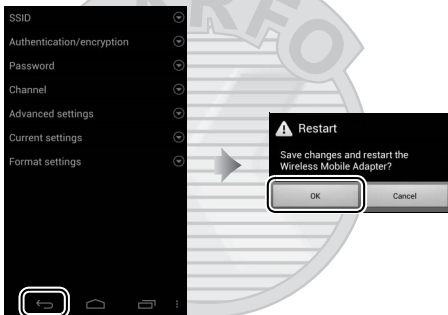 SSID
Authentication/encryption
Password
Channel
Advanced settings
Current settings
Format settings
Restart
Save changes and restart the
Wireless Mobile Adapter?
OK
Cancel